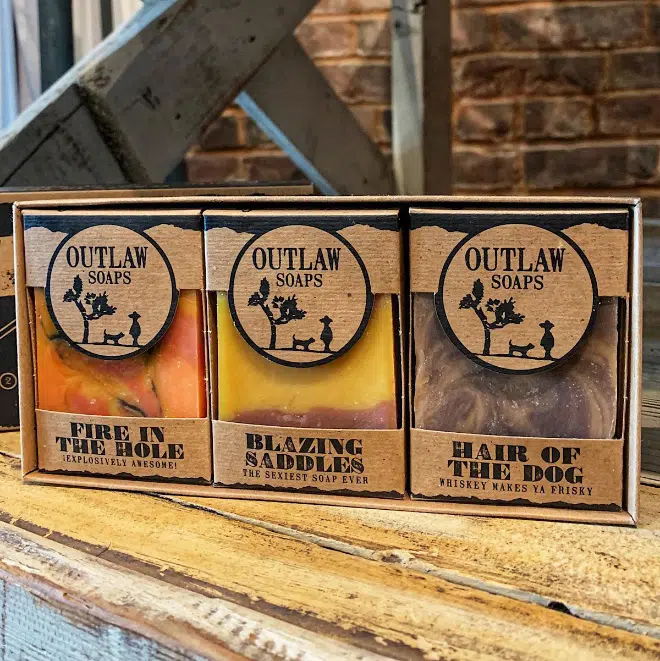 OUTLAW
SOAPS
FIRE IN
THE HOLE
¡EXPLOSIVELY AWESOME!
OUTLAW
SOAPS
BLAZING
SADDLES
THE SEXIEST SOAP EVER
OUTLAW
SOAPS
HAIR OF
THE DOG
WHISKEY MAKES YA FRISKY
2